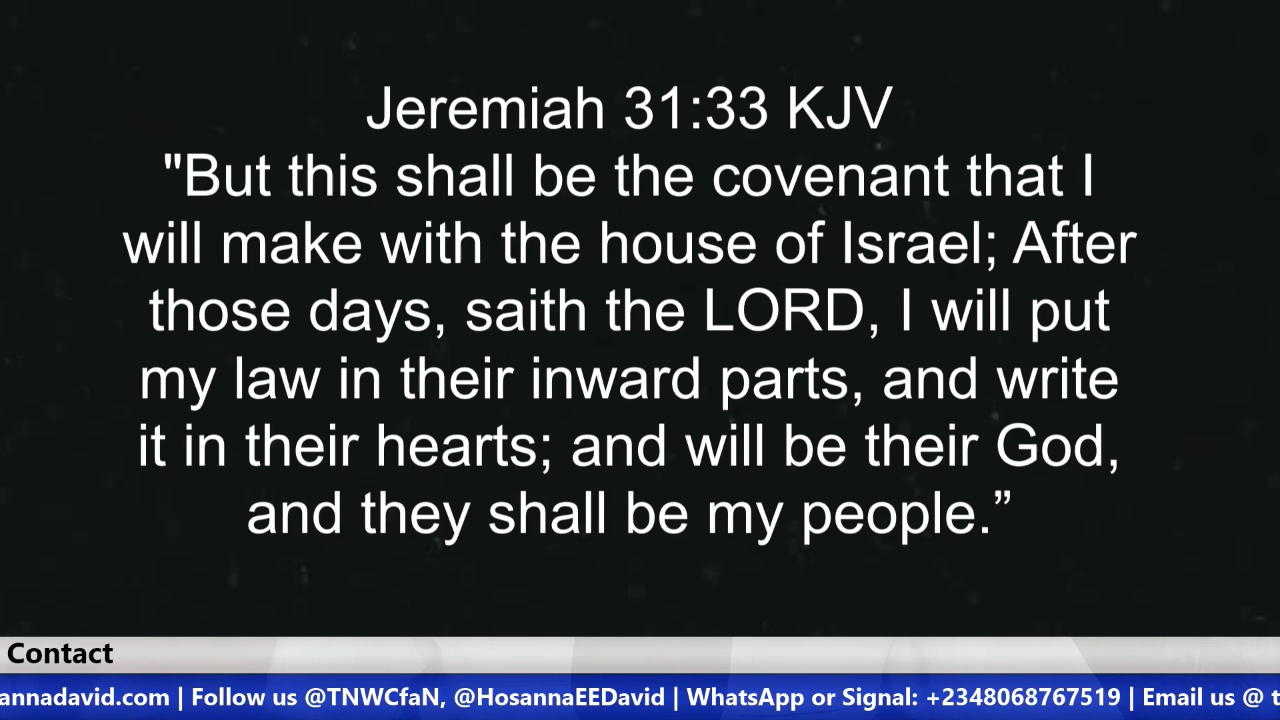 Jeremiah 31:33 KJV
"But this shall be the covenant that I
will make with the house of Israel; After
those days, saith the LORD, I will put
my law in their inward parts, and write
it in their hearts; and will be their God,
and they shall be my people.”
Contact
annadavid.com | Follow us @TNWCfaN, @HosannaEEDavid | WhatsApp or Signal: +2348068767519 | Email us @ t